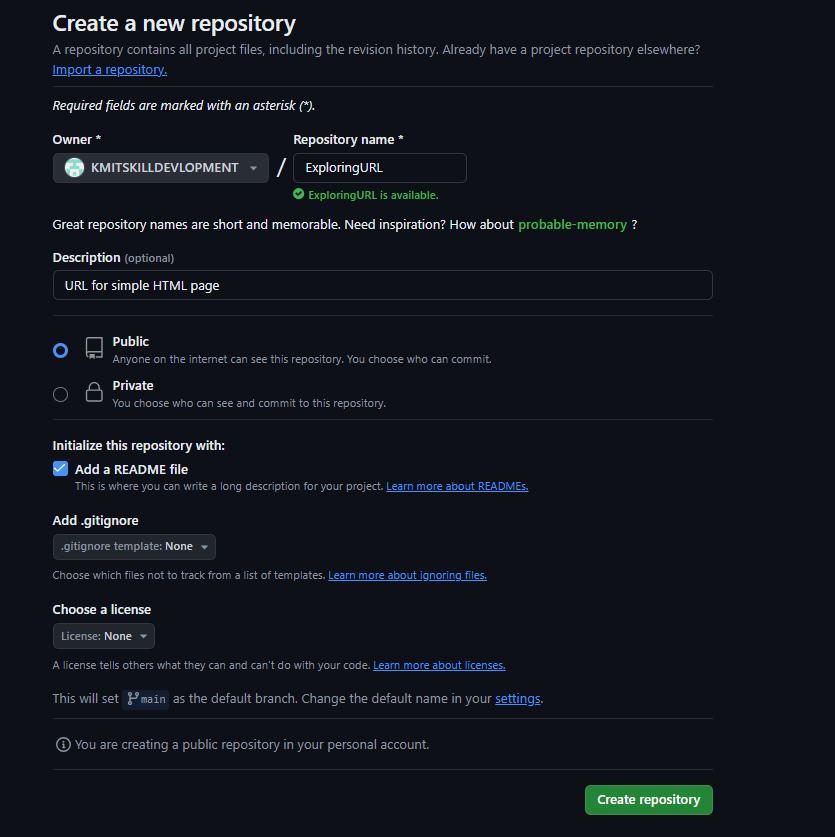 Create a new repository
A repository contains all project files, including the revision history. Already have a project repository elsewhere?
Import a repository.
Required fields are marked with an asterisk (*).
Owner * Repository name *
KMITSKILLDEVLOPMENT / ExploringURL
ExploringURL is available.
Great repository names are short and memorable. Need inspiration? How about probable-memory ?
Description (optional)
URL for simple HTML page
Public
Anyone on the internet can see this repository. You choose who can commit.
Private
You choose who can see and commit to this repository.
Initialize this repository with:
Add a README file
This is where you can write a long description for your project. Learn more about READMEs.
Add .gitignore
.gitignore template: None
Choose which files not to track from a list of templates. Learn more about ignoring files.
Choose a license
License: None
A license tells others what they can and can't do with your code. Learn more about licenses.
This will set main as the default branch. Change the default name in your settings.
You are creating a public repository in your personal account.
Create repository